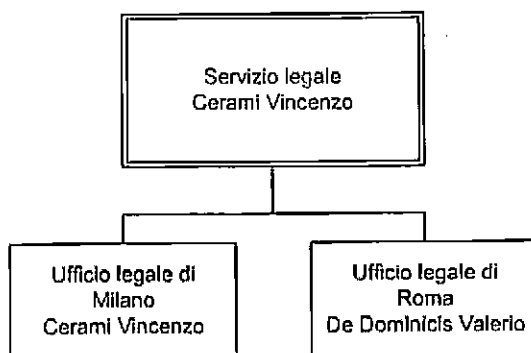 Servizio legale
Cerami Vincenzo
Ufficio legale di
Milano
Cerami Vincenzo
Ufficio legale di
Roma
De Dominicis Valerio